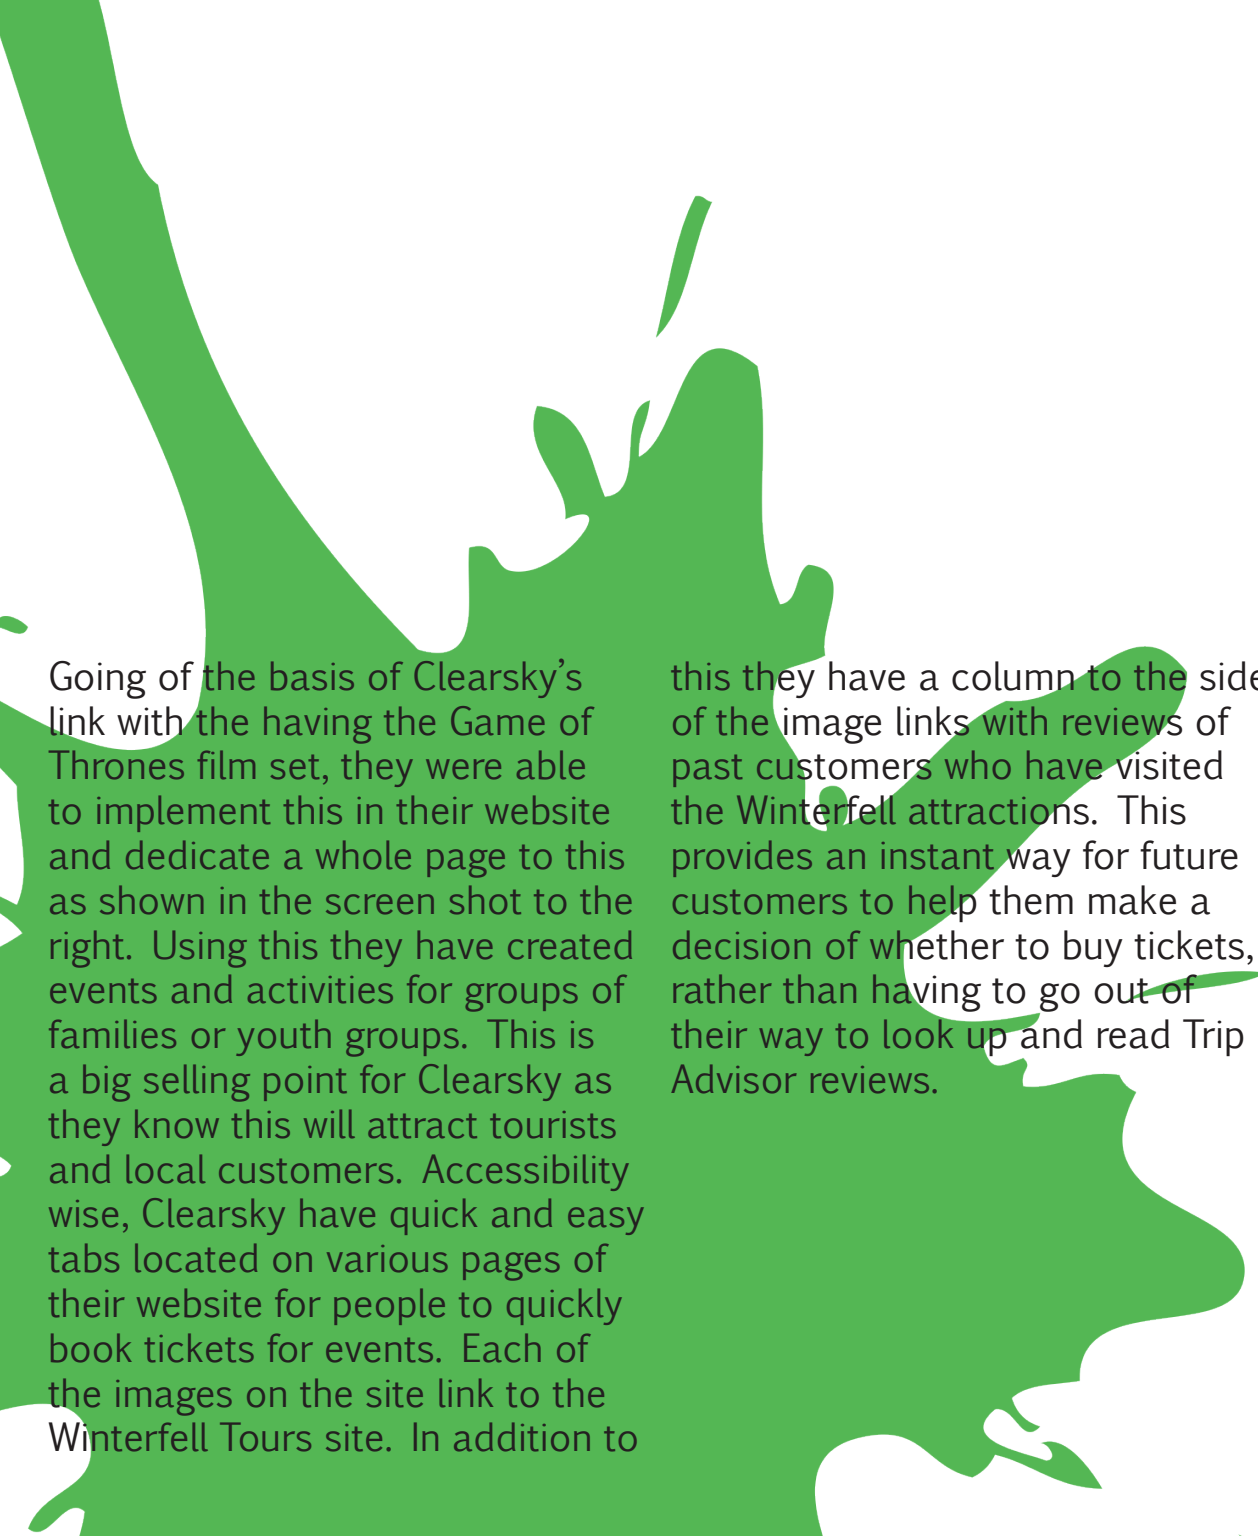 Going of the basis of Clearsky’s
link with the having the Game of
Thrones film set, they were able
to implement this in their website
and dedicate a whole page to this
as shown in the screen shot to the
right. Using this they have created
events and activities for groups of
families or youth groups. This is
a big selling point for Clearsky as
they know this will attract tourists
and local customers. Accessibility
wise, Clearsky have quick and easy
tabs located on various pages of
their website for people to quickly
book tickets for events. Each of
the images on the site link to the
Winterfell Tours site. In addition to
this they have a column to the side
of the image links with reviews of
past customers who have visited
the Winterfell attractions. This
provides an instant way for future
customers to help them make a
decision of whether to buy tickets,
rather than having to go out of
their way to look up and read Trip
Advisor reviews.